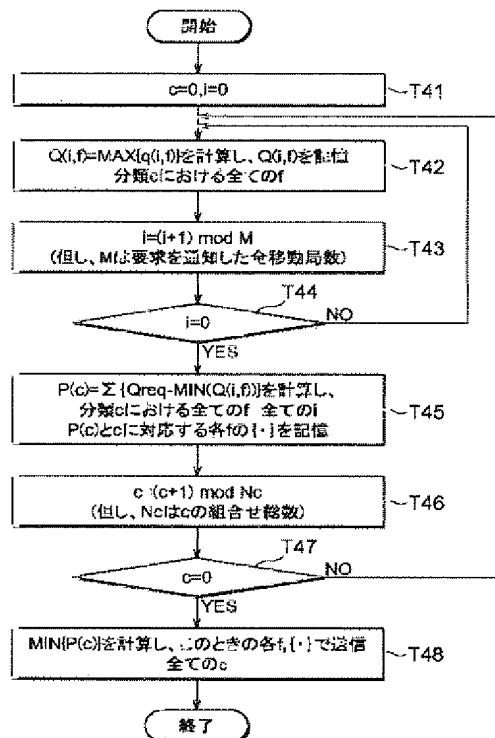 開始
c=0,i=0
T41
Q(i,f)=MAX{q(i,f)}を計算し、Q(i,f)を記憶
分類cにおける全てのf
T42
i=(i+1) mod M
(但し、Mは要求を通知した全移動局数)
T43
T44
i=0
NO
YES
P(c)=Σ{Qreq-MIN(Q(i,f))}を計算し、
分類cにおける全てのf 全てのi
P(c)とcに対応する各fの{・}を記憶
T45
c=(c+1) mod Nc
(但し、Ncはcの組合せ総数)
T46
T47
c=0
NO
YES
MIN{P(c)}を計算し、このときの各f,{・}で送信
全てのc
T48
終了